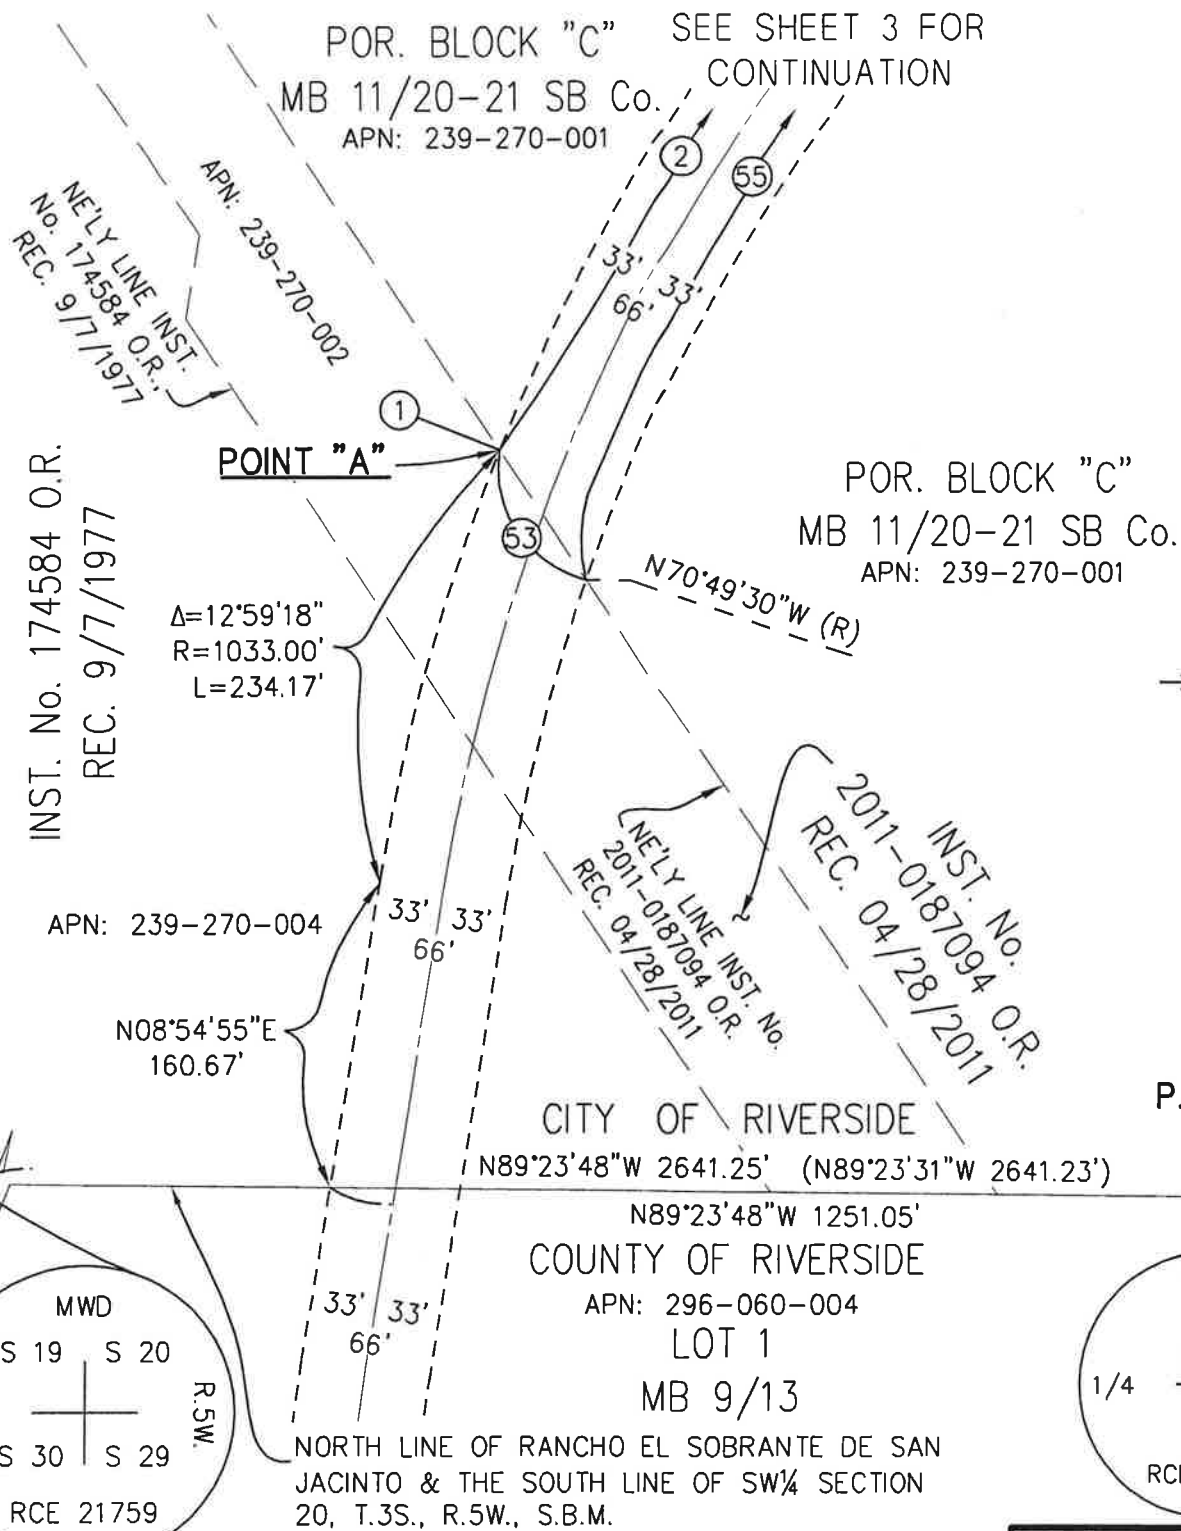 POR. BLOCK "C"
MB 11/20-21 SB Co.
APN: 239-270-001
SEE SHEET 3 FOR
CONTINUATION
2
55
APN: 239-270-002
NE'LY LINE INST.
No. 174584 O.R.,
REC. 9/7/1977
33'
33'
66'
1
POINT "A"
53
INST. No. 174584 O.R.
REC. 9/7/1977
POR. BLOCK "C"
MB 11/20-21 SB Co.
APN: 239-270-001
N70°49'30"W (R)
Δ=12°59'18"
R=1033.00'
L=234.17'
APN: 239-270-004
33' 33'
66'
NE'LY LINE INST. No.
2011-0187094 O.R.
REC. 04/28/2011
INST. No.
2011-0187094 O.R.
REC. 04/28/2011
N08°54'55"E
160.67'
P.
CITY OF RIVERSIDE
N89°23'48"W 2641.25' (N89°23'31"W 2641.23')
N89°23'48"W 1251.05'
COUNTY OF RIVERSIDE
APN: 296-060-004
LOT 1
MB 9/13
33' 33'
66'
MWD
S 19 S 20
R.5W.
S 30 S 29
RCE 21759
1/4
NORTH LINE OF RANCHO EL SOBRANTE DE SAN
JACINTO & THE SOUTH LINE OF SW¼ SECTION
20, T.3S., R.5W., S.B.M.